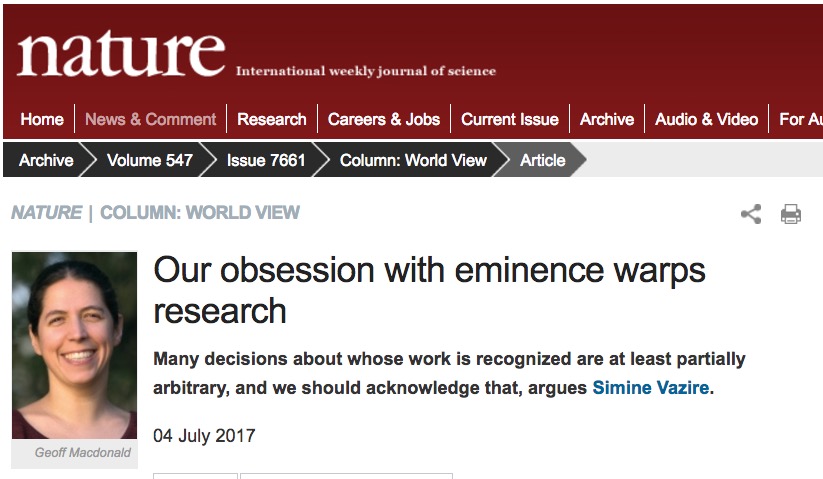 nature International weekly journal of science
Home News & Comment Research Careers & Jobs Current Issue Archive Audio & Video For Au
Archive Volume 547 Issue 7661 Column: World View Article
NATURE | COLUMN: WORLD VIEW
Our obsession with eminence warps
research
Many decisions about whose work is recognized are at least partially
arbitrary, and we should acknowledge that, argues Simine Vazire.
04 July 2017
Geoff Macdonald